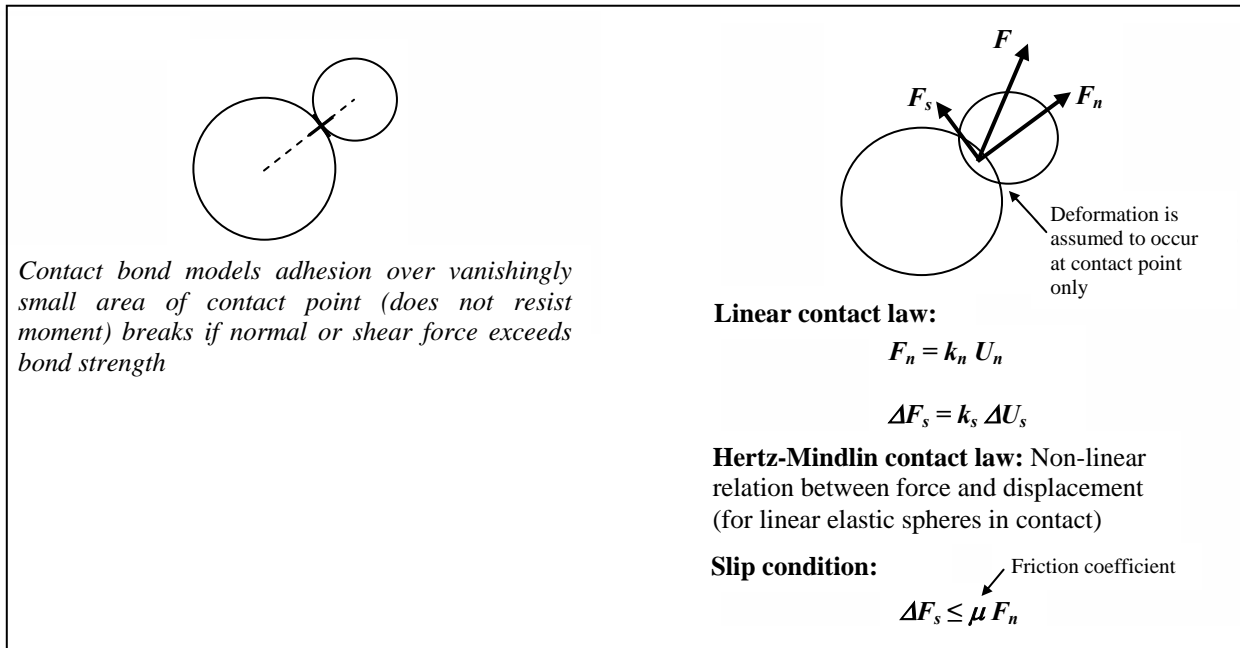 Contact bond models adhesion over vanishingly
small area of contact point (does not resist
moment) breaks if normal or shear force exceeds
bond strength
F
Fs
Fn
Deformation is
assumed to occur
at contact point
only
Linear contact law:
Fn = kn Un
ΔFs = ks ΔUs
Hertz-Mindlin contact law: Non-linear
relation between force and displacement
(for linear elastic spheres in contact)
Slip condition:
Friction coefficient
ΔFs ≤ μ Fn